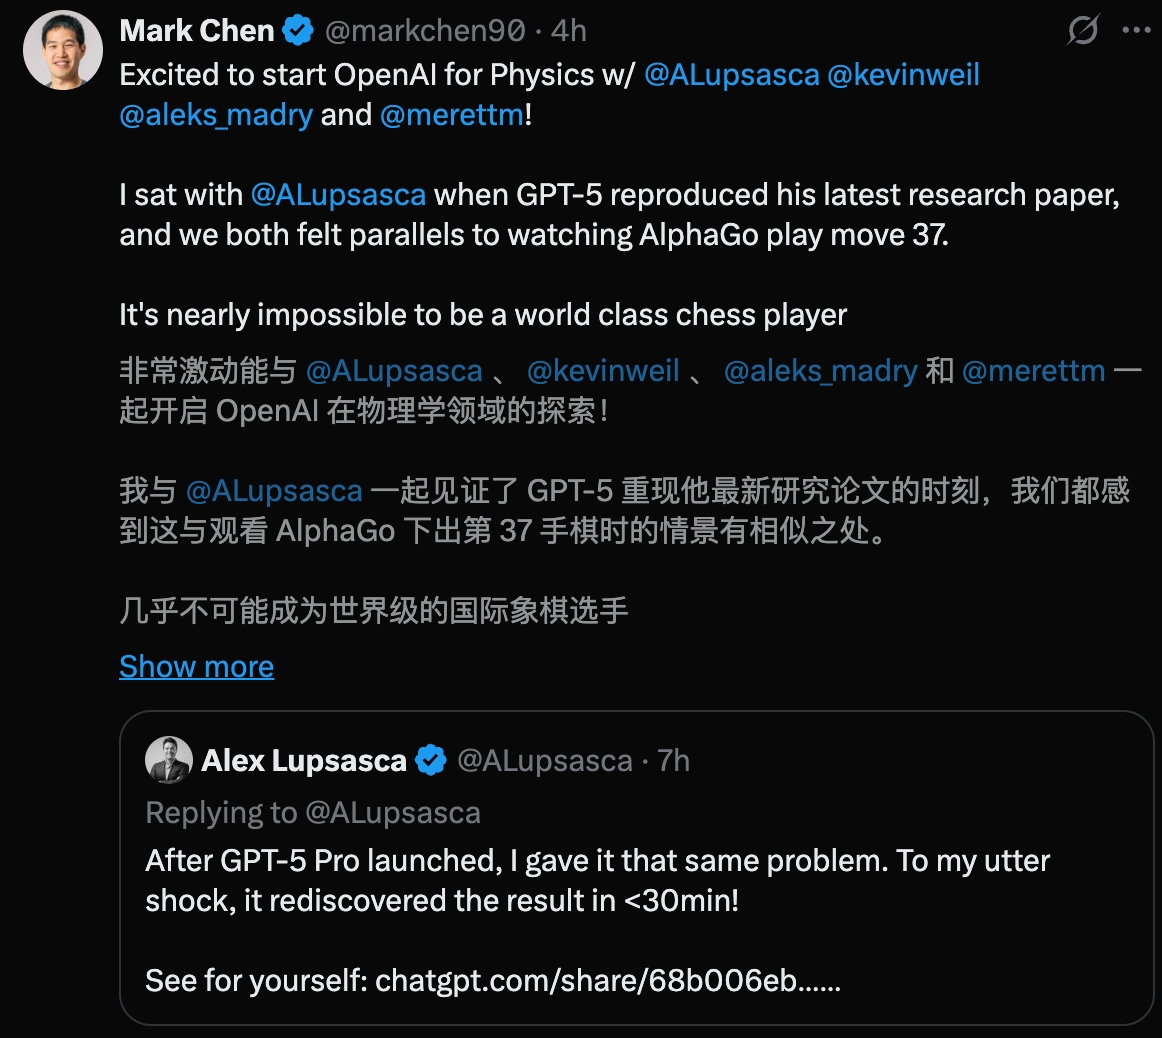 Mark Chen @markchen90 · 4h
Excited to start OpenAI for Physics w/ @ALupsasca @kevinweil
@aleks_madry and @merettm!
I sat with @ALupsasca when GPT-5 reproduced his latest research paper,
and we both felt parallels to watching AlphaGo play move 37.
It's nearly impossible to be a world class chess player
非常激动能与 @ALupsasca 、 @kevinweil 、 @aleks_madry 和 @merettm 一
起开启 OpenAI 在物理学领域的探索！
我与 @ALupsasca 一起见证了 GPT-5 重现他最新研究论文的时刻，我们都感
到这与观看 AlphaGo 下出第 37 手棋时的情景有相似之处。
几乎不可能成为世界级的国际象棋选手
Show more
Alex Lupsasca @ALupsasca · 7h
Replying to @ALupsasca
After GPT-5 Pro launched, I gave it that same problem. To my utter
shock, it rediscovered the result in <30min!
See for yourself: chatgpt.com/share/68b006eb……